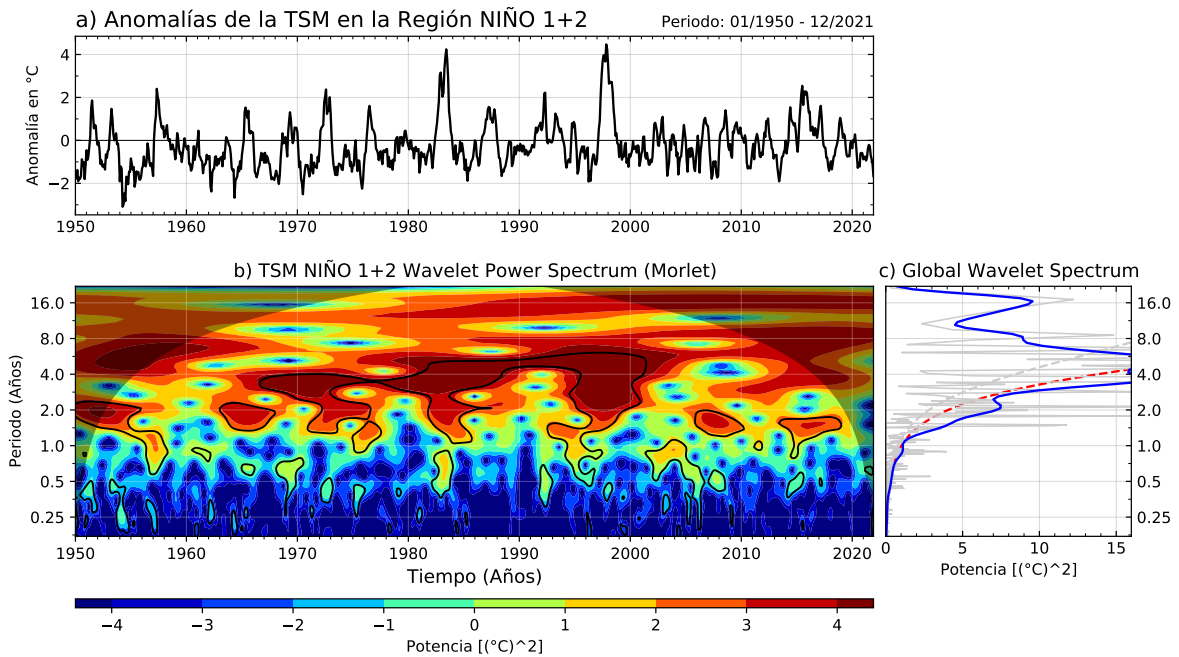 a) Anomalías de la TSM en la Región NIÑO 1+2
Periodo: 01/1950 - 12/2021
Anomalía en °C
4
2
0
−2
1950 1960 1970 1980 1990 2000 2010 2020
b) TSM NIÑO 1+2 Wavelet Power Spectrum (Morlet)
Periodo (Años)
16.0
8.0
4.0
2.0
1.0
0.5
0.25
1950 1960 1970 1980 1990 2000 2010 2020
Tiempo (Años)
c) Global Wavelet Spectrum
16.0
8.0
4.0
2.0
1.0
0.5
0.25
0 5 10 15
Potencia [(°C)^2]
−4 −3 −2 −1 0 1 2 3 4
Potencia [(°C)^2]